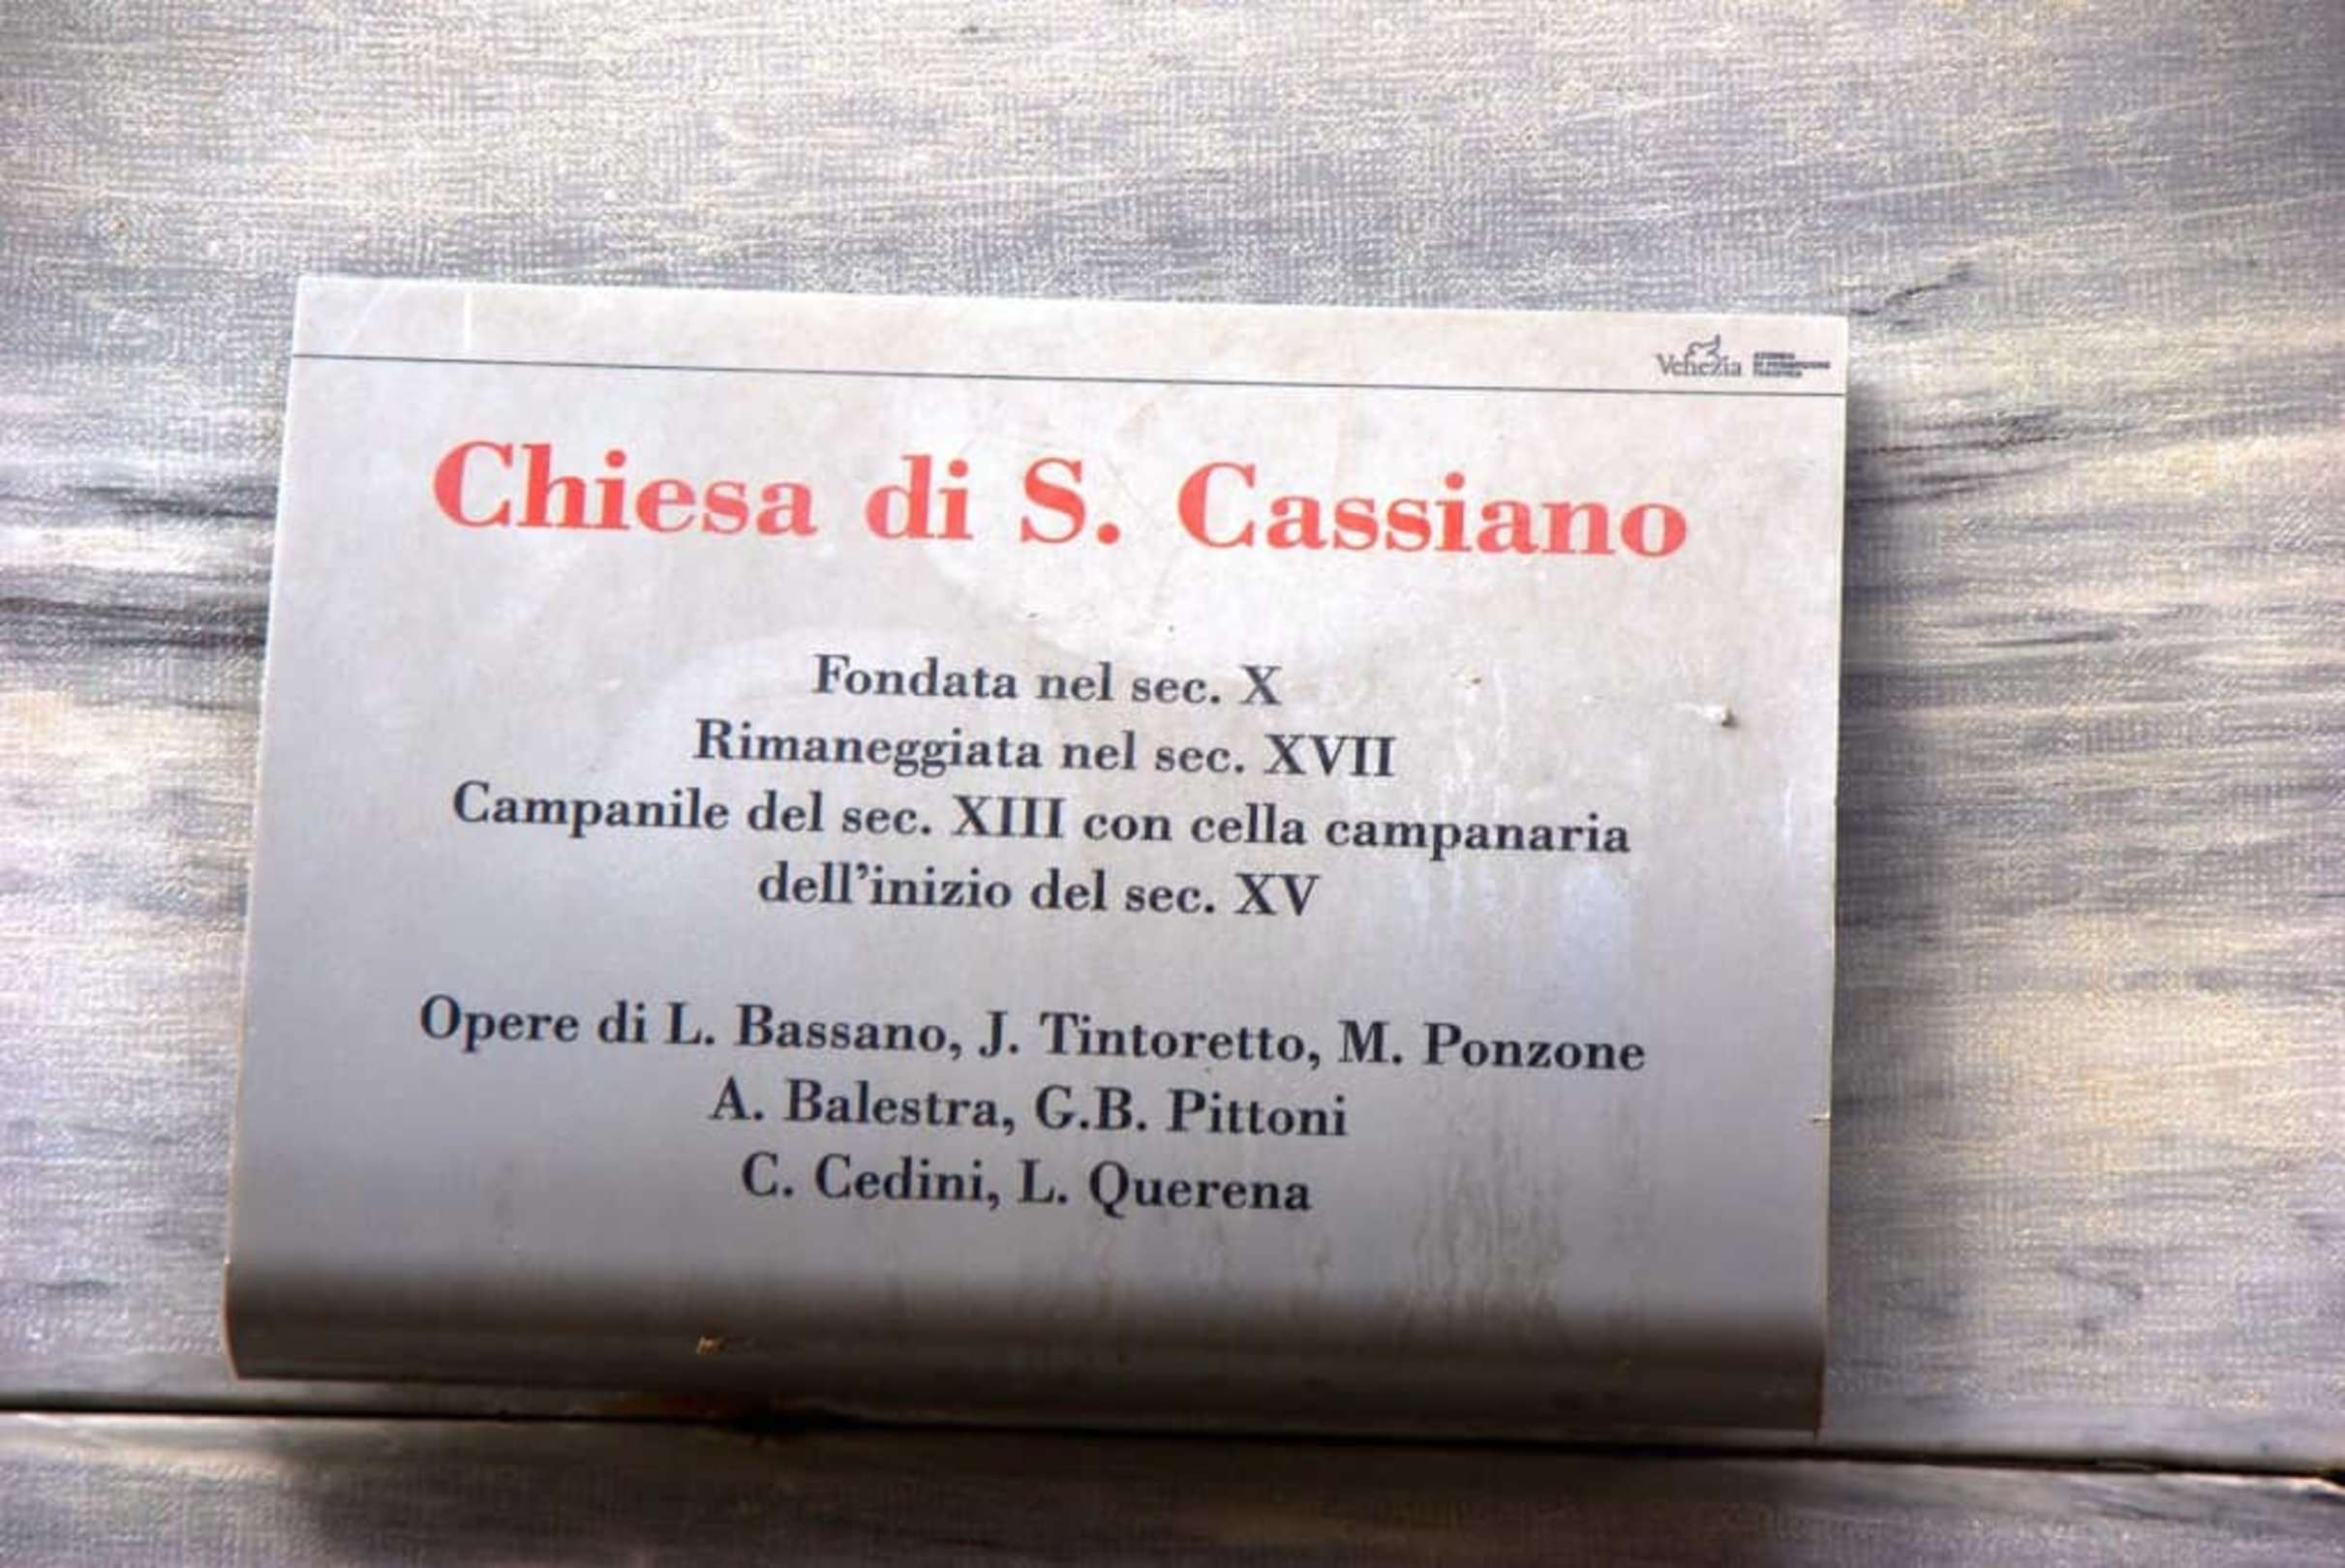 Venezia
Chiesa di S. Cassiano
Fondata nel sec. X
Rimaneggiata nel sec. XVII
Campanile del sec. XIII con cella campanaria
dell'inizio del sec. XV
Opere di L. Bassano, J. Tintoretto, M. Ponzone
A. Balestra, G.B. Pittoni
C. Cedini, L. Querena